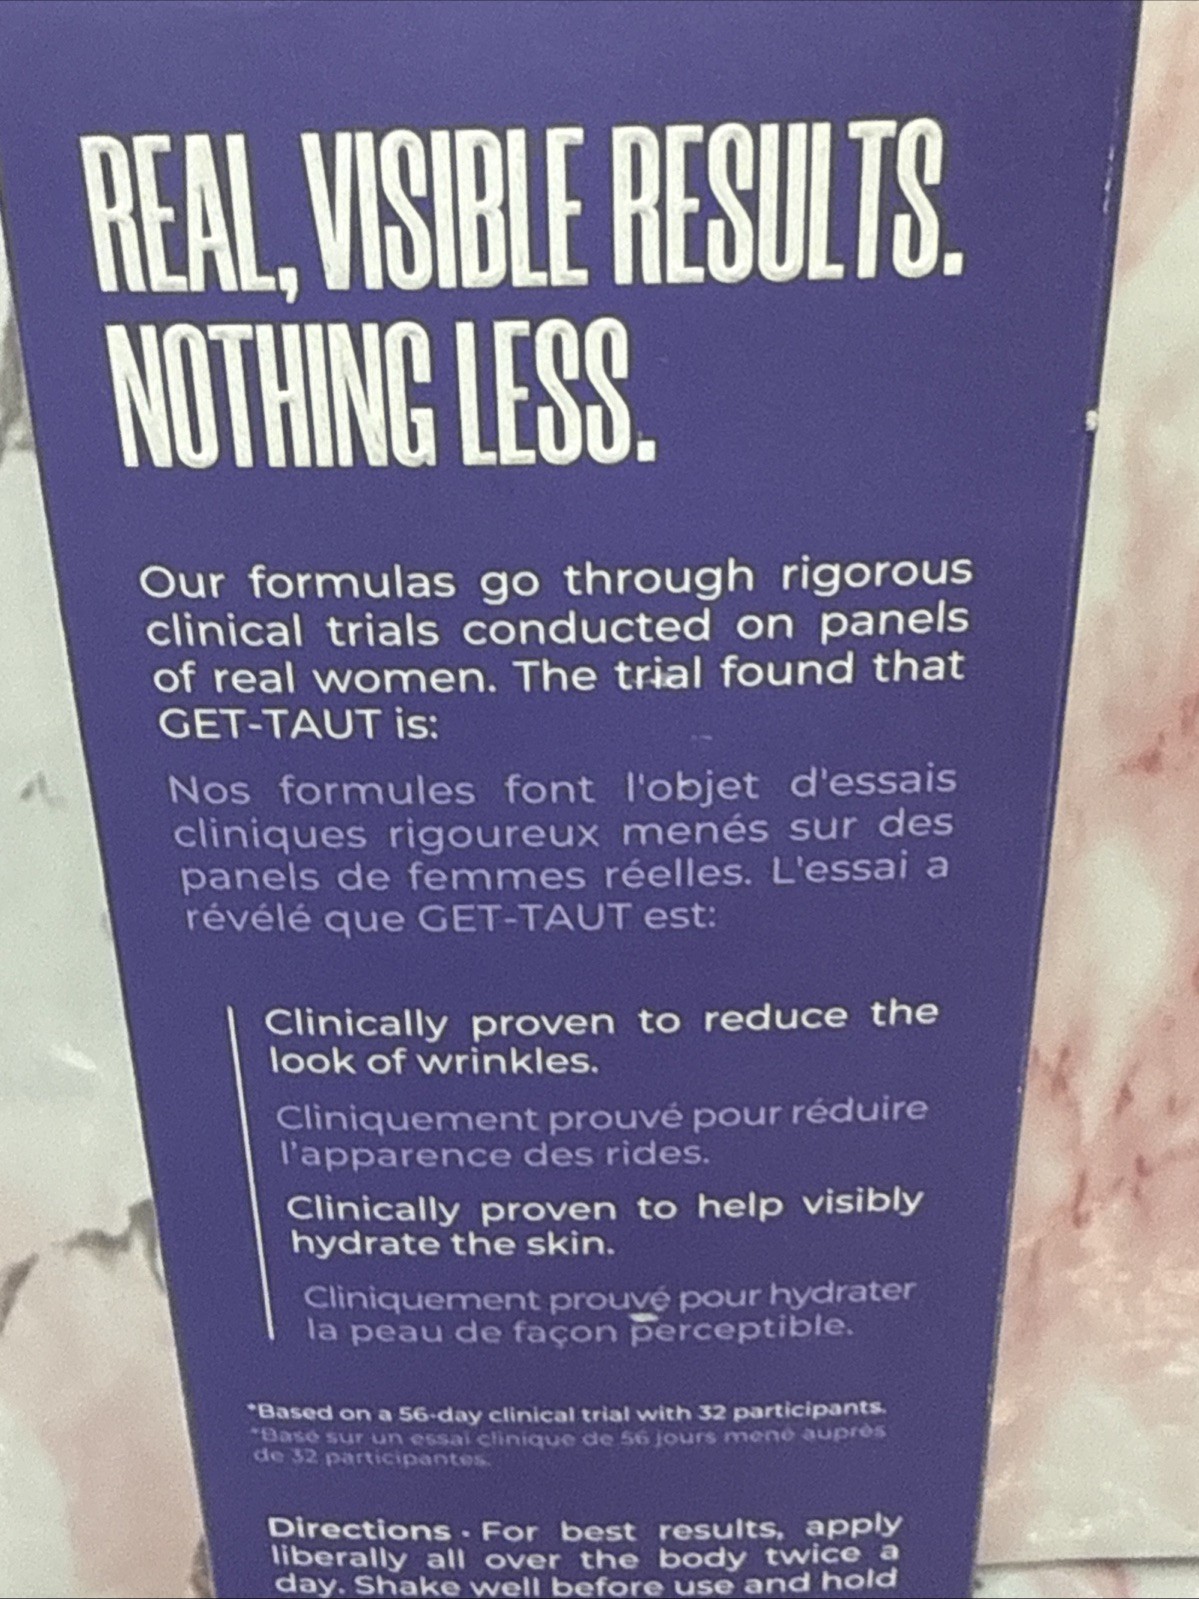 REAL, VISIBLE RESULTS.
NOTHING LESS.
Our formulas go through rigorous
clinical trials conducted on panels
of real women. The trial found that
GET-TAUT is:
Nos formules font l'objet d'essais
cliniques rigoureux menés sur des
panels de femmes réelles. L'essai a
révélé que GET-TAUT est:
Clinically proven to reduce the
look of wrinkles.
Cliniquement prouvé pour réduire
l'apparence des rides.
Clinically proven to help visibly
hydrate the skin.
Cliniquement prouvé pour hydrater
la peau de façon perceptible.
*Based on a 56-day clinical trial with 32 participants.
*Basé sur un essai clinique de 56 jours mené auprès
de 32 participantes.
Directions · For best results, apply
liberally all over the body twice a
day. Shake well before use and hold